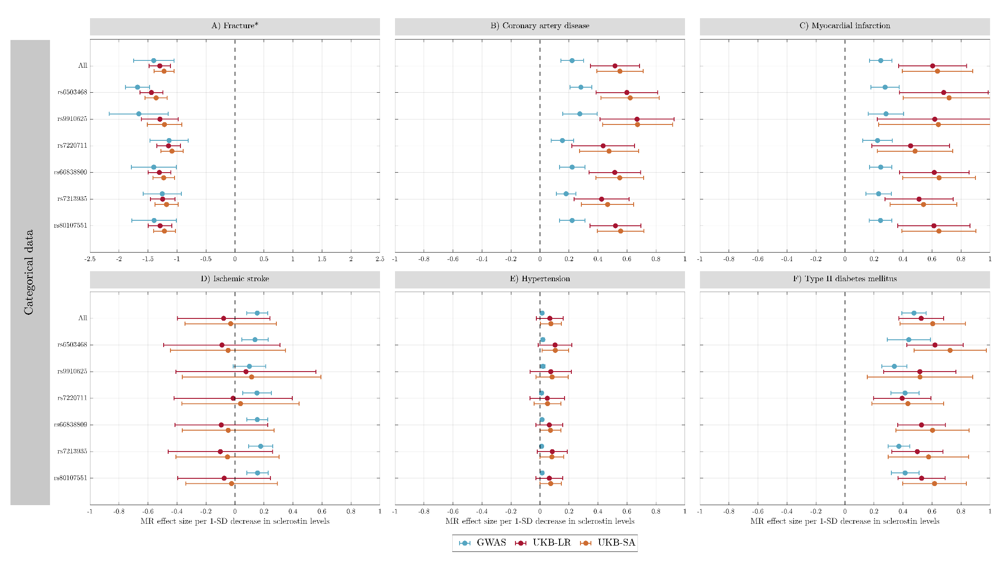 A) Fracture*
B) Coronary artery disease
C) Myocardial infarction
Categorical data
All
rs6503468
rs9910625
rs7220711
rs66838809
rs7213935
rs80107551
-2.5 -2 -1.5 -1 -0.5 0 0.5 1 1.5 2 2.5
-1 -0.8 -0.6 -0.4 -0.2 0 0.2 0.4 0.6 0.8 1
-1 -0.8 -0.6 -0.4 -0.2 0 0.2 0.4 0.6 0.8 1
D) Ischemic stroke
E) Hypertension
F) Type II diabetes mellitus
All
rs6503468
rs9910625
rs7220711
rs66838809
rs7213935
rs80107551
-1 -0.8 -0.6 -0.4 -0.2 0 0.2 0.4 0.6 0.8 1
-1 -0.8 -0.6 -0.4 -0.2 0 0.2 0.4 0.6 0.8 1
-1 -0.8 -0.6 -0.4 -0.2 0 0.2 0.4 0.6 0.8 1
MR effect size per 1-SD decrease in sclerostin levels
MR effect size per 1-SD decrease in sclerostin levels
MR effect size per 1-SD decrease in sclerostin levels
GWAS UKB-LR UKB-SA